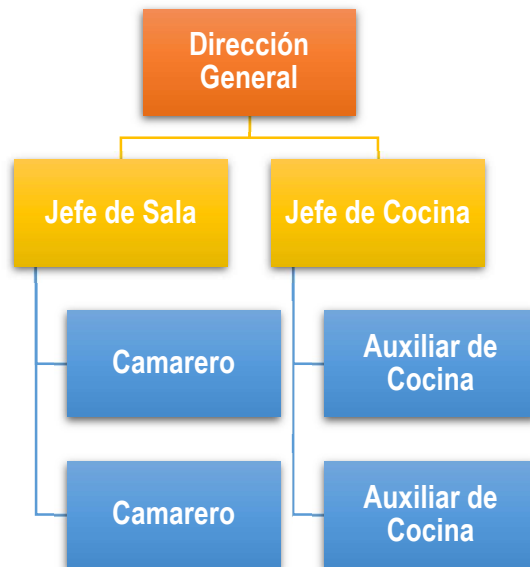 Dirección
General
Jefe de Sala
Jefe de Cocina
Camarero
Auxiliar de
Cocina
Camarero
Auxiliar de
Cocina